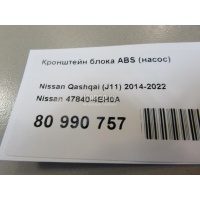 Кронштейн блока ABS (насос)
Nissan Qashqai (J11) 2014-2022
Nissan 47840-4EH0A
80 990 757